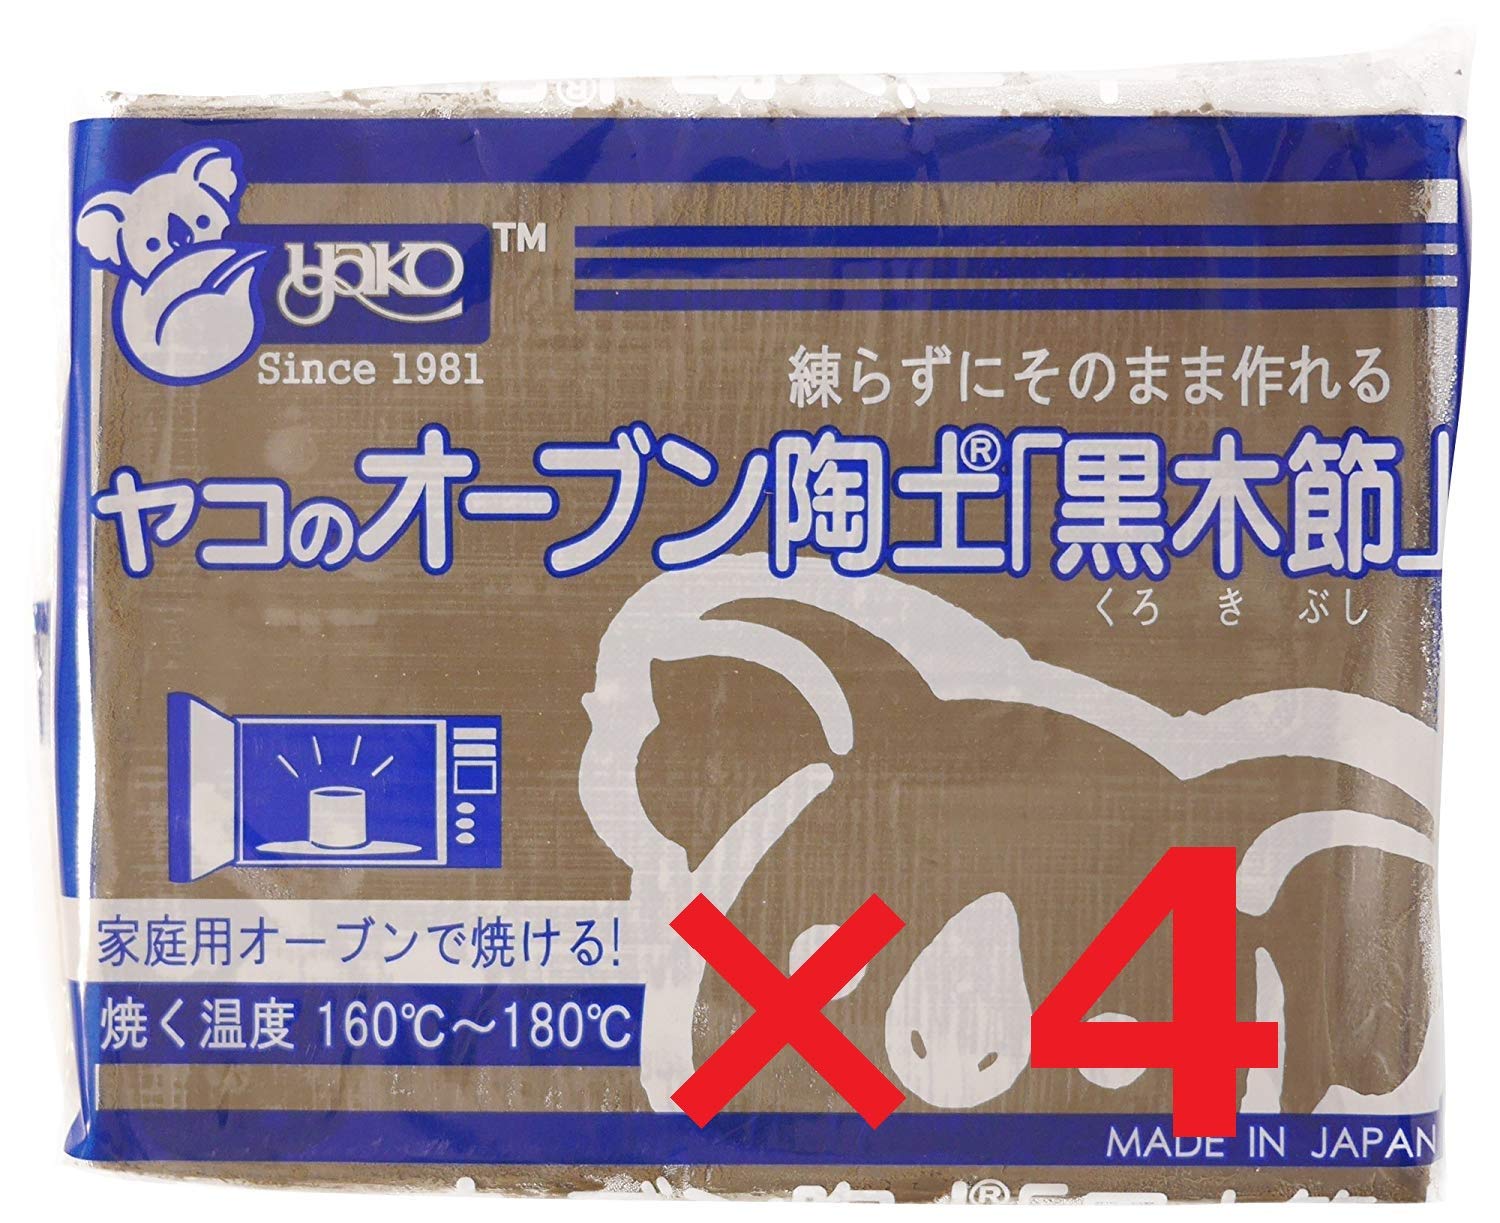 yako TM
Since 1981
練らずにそのまま作れる
ヤコのオーブン陶土®「黒木節」
くろ き ぶし
家庭用オーブンで焼ける!
焼く温度 160℃~180℃
×4
MADE IN JAPAN